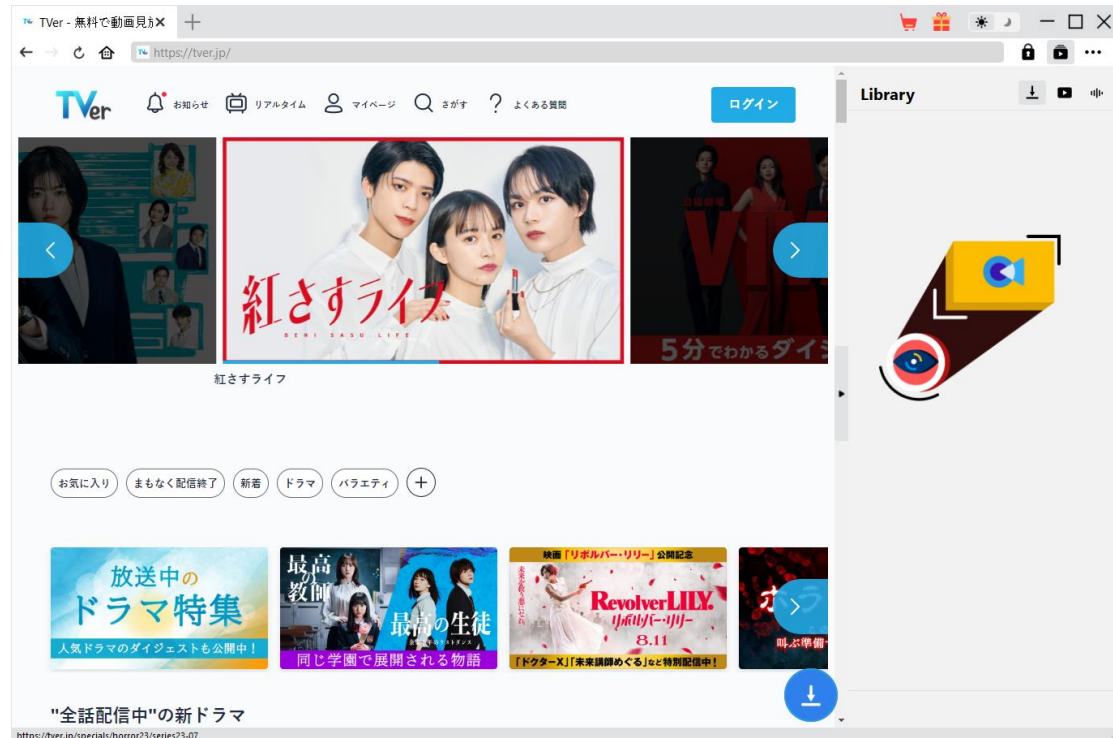 TVer - 無料で動画見放
https://tver.jp/
TVer
お知らせ
リアルタイム
マイページ
さがす
よくある質問
ログイン
Library
紅さすライフ
BENI SASU LIFE
日曜劇場
VIV
5分でわかるダイジ
紅さすライフ
お気に入り
まもなく配信終了
新着
ドラマ
バラエティ
放送中の
ドラマ特集
人気ドラマのダイジェストも公開中!
最高の教師
最高の生徒
同じ学園で展開される物語
映画「リボルバー・リリー」公開記念
Revolver LILY.
リボルバー・リリー
8.11
「ドクターX」「未来講師めぐる」など特別配信中!
ホラ
叫ぶ準備
"全話配信中"の新ドラマ
https://tver.jp/specials/horror23/series23-07